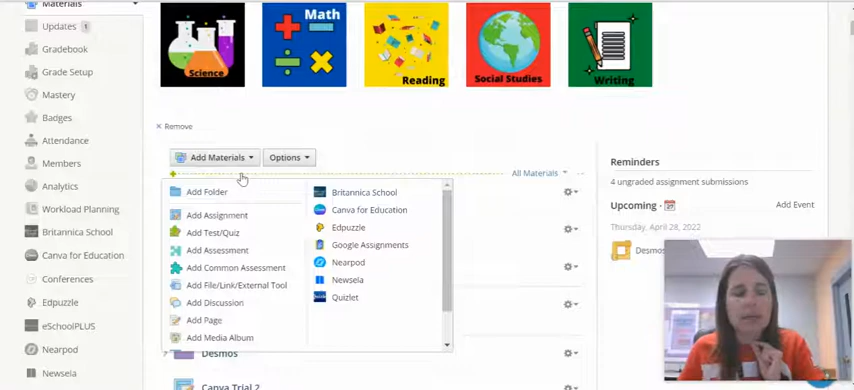 Materials
Updates 1
Gradebook
Grade Setup
Mastery
Badges
Attendance
Members
Analytics
Workload Planning
Britannica School
Canva for Education
Conferences
Edpuzzle
eSchoolPLUS
Nearpod
Newsela
Science
Math
Reading
Social Studies
Writing
× Remove
Add Materials
Options
All Materials
Add Folder
Add Assignment
Add Test/Quiz
Add Assessment
Add Common Assessment
Add File/Link/External Tool
Add Discussion
Add Page
Add Media Album
Britannica School
Canva for Education
Edpuzzle
Google Assignments
Nearpod
Newsela
Quizlet
Desmos
Canva Trial 2
Reminders
4 ungraded assignment submissions
Upcoming
Add Event
Thursday, April 28, 2022
Desmos